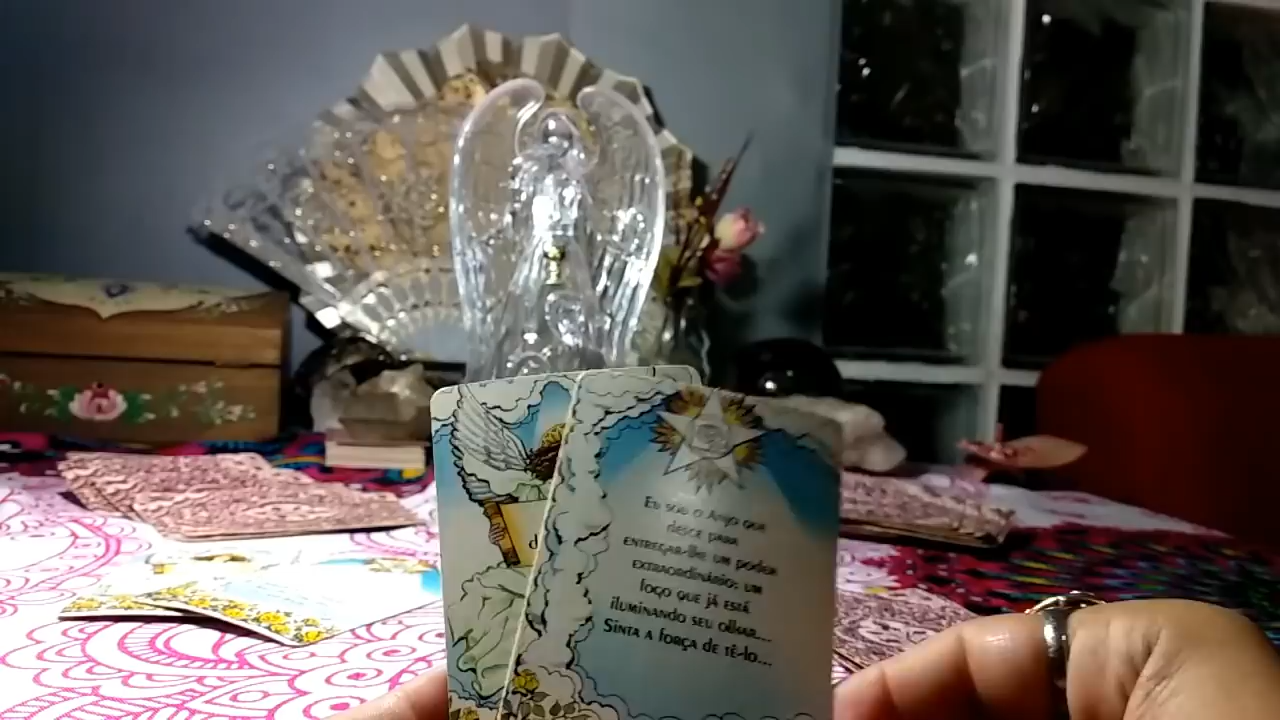 d
Eu sou o Anjo que
desce para
entregar-lhe um poder
extraordinário: um
fogo que já está
iluminando seu olhar...
Sinta a força de tê-lo...